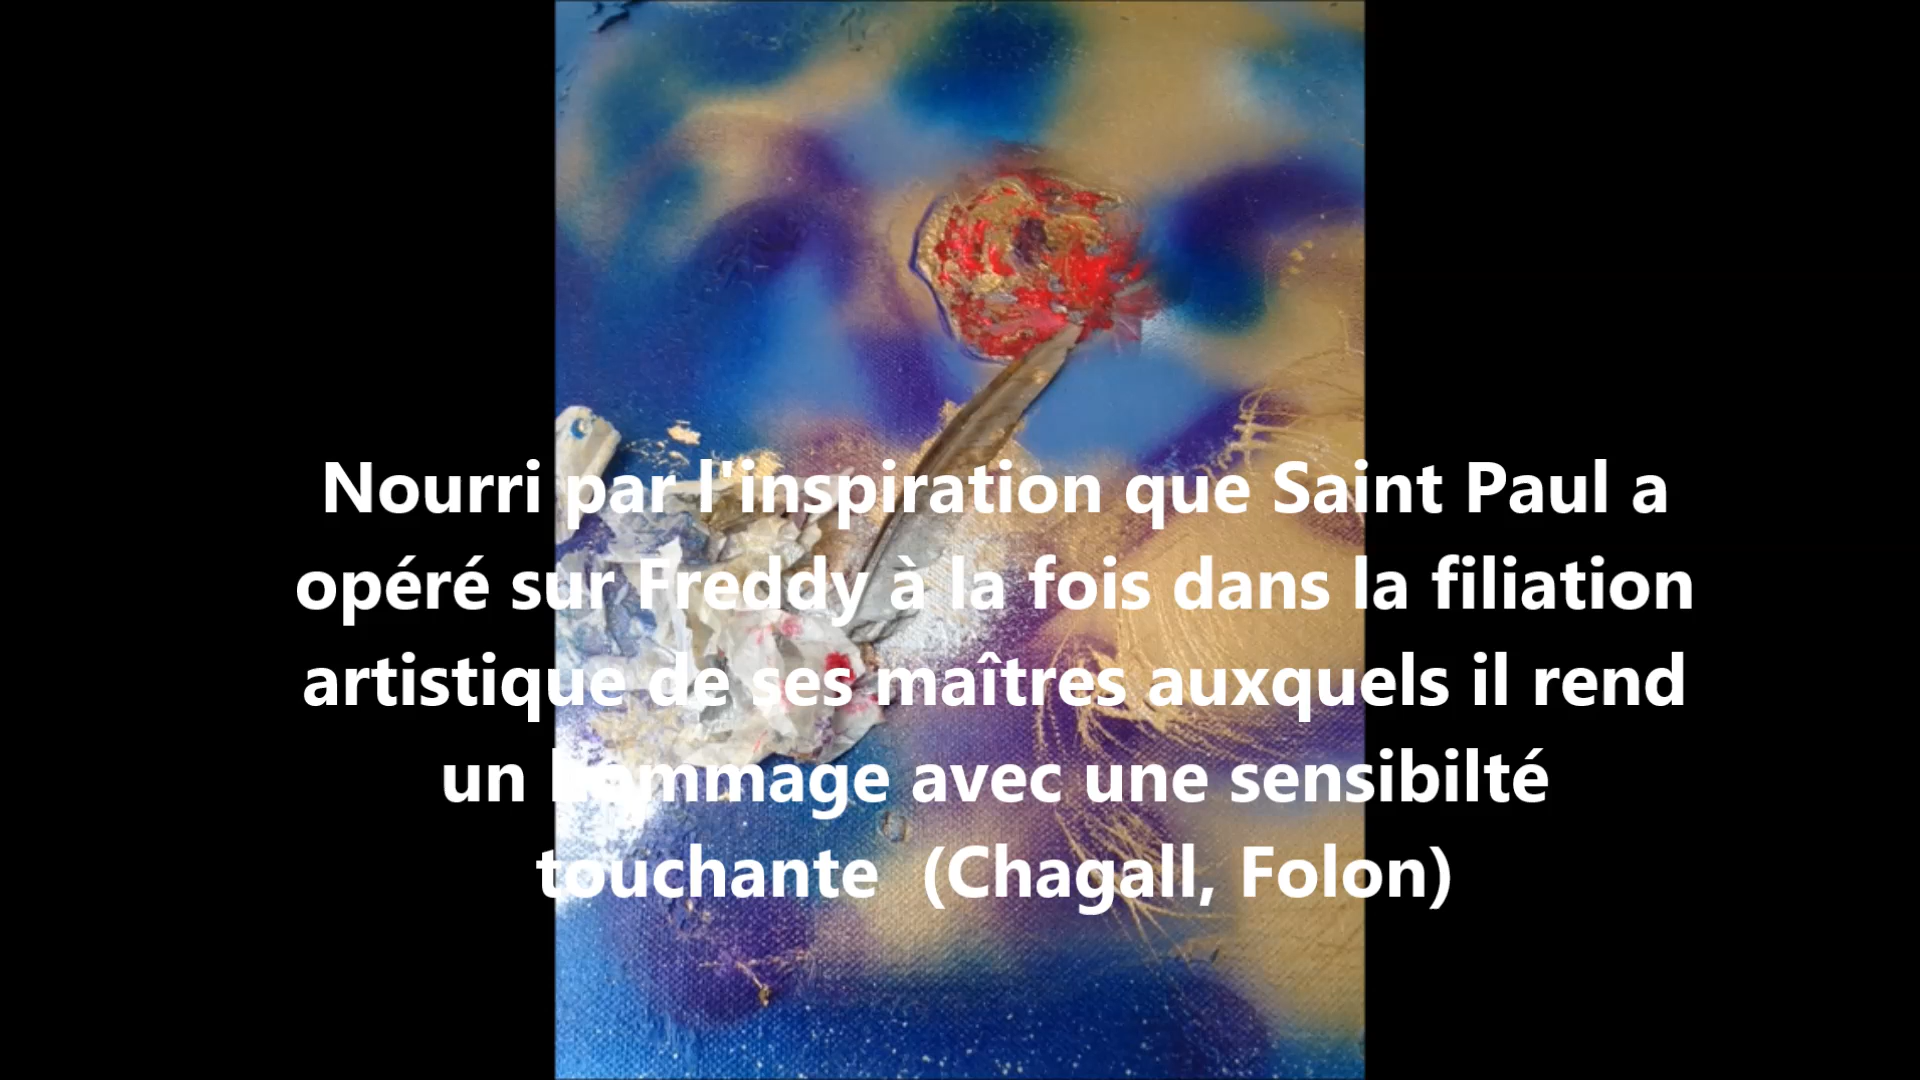 Nourri par l'inspiration que Saint Paul a
opéré sur Freddy à la fois dans la filiation
artistique de ses maîtres auxquels il rend
un hommage avec une sensibilté
touchante (Chagall, Folon)